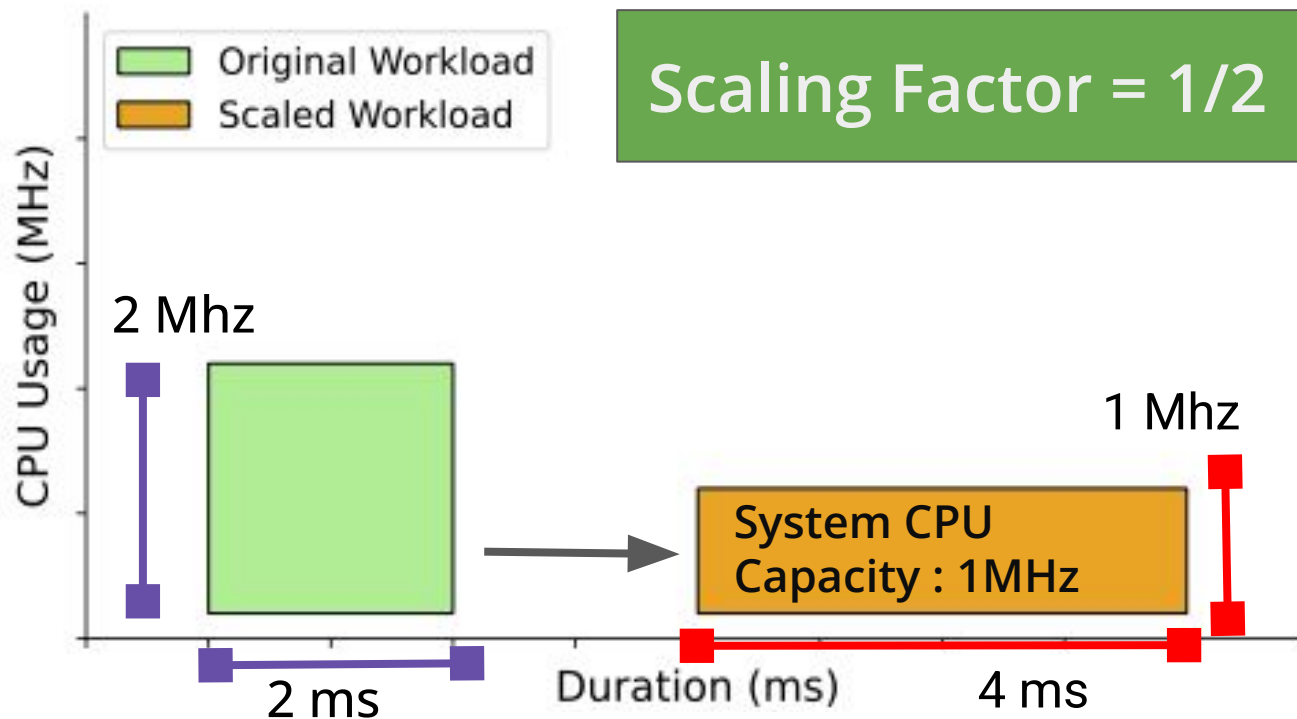 Original Workload
Scaled Workload
Scaling Factor = 1/2
CPU Usage (MHz)
2 Mhz
1 Mhz
System CPU
Capacity : 1MHz
2 ms
Duration (ms)
4 ms